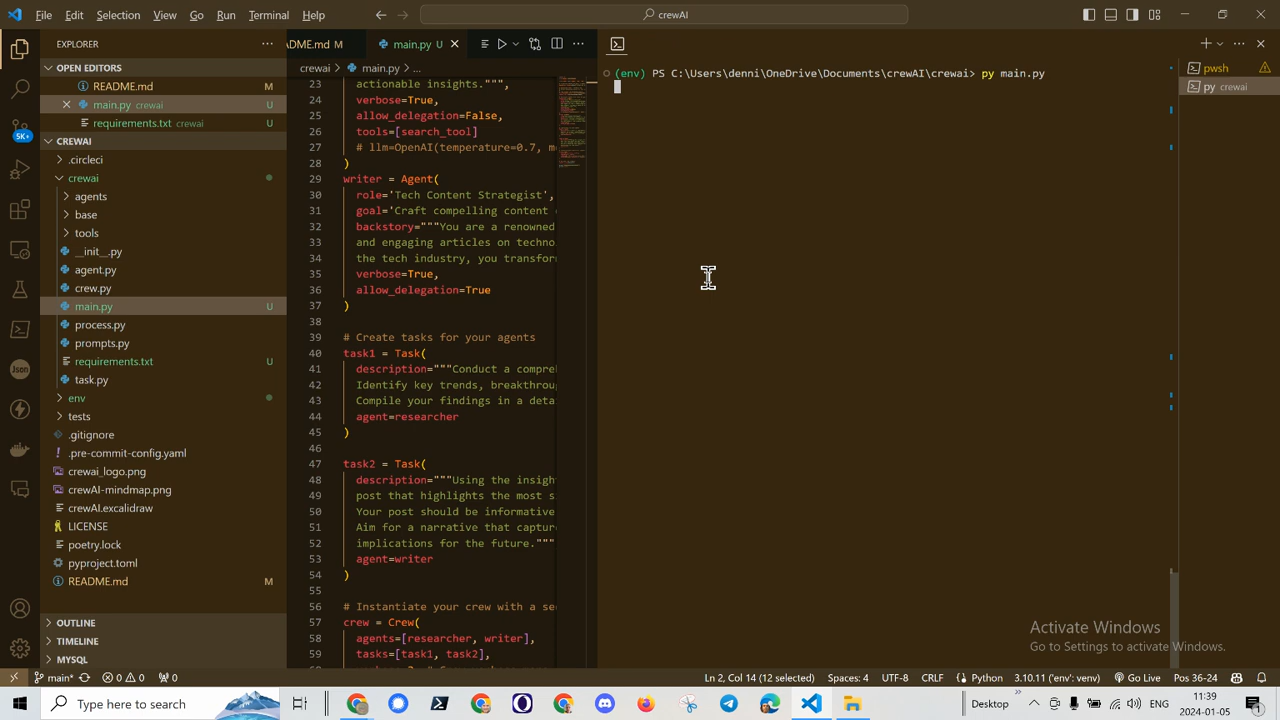 File Edit Selection View Go Run Terminal Help
crewAI
EXPLORER
OPEN EDITORS
README.md M
main.py crewai U
requirements.txt crewai U
5K+
CREWAI
.circleci
crewai
agents
base
tools
__init__.py
agent.py
crew.py
main.py U
process.py
prompts.py
requirements.txt U
task.py
env
tests
.gitignore
.pre-commit-config.yaml
crewai_logo.png
crewAI-mindmap.png
crewAI.excalidraw
LICENSE
poetry.lock
pyproject.toml
README.md M
OUTLINE
TIMELINE
MYSQL
ADME.md M
main.py U
crewai > main.py > ...
23 actionable insights.""",
24 verbose=True,
25 allow_delegation=False,
26 tools=[search_tool]
27 # llm=OpenAI(temperature=0.7, m
28 )
29 writer = Agent(
30 role='Tech Content Strategist',
31 goal='Craft compelling content
32 backstory="""You are a renowned
33 and engaging articles on techno
34 the tech industry, you transfor
35 verbose=True,
36 allow_delegation=True
37 )
38
39 # Create tasks for your agents
40 task1 = Task(
41 description="""Conduct a compre
42 Identify key trends, breakthrou
43 Compile your findings in a deta
44 agent=researcher
45 )
46
47 task2 = Task(
48 description="""Using the insigh
49 post that highlights the most s
50 Your post should be informative
51 Aim for a narrative that captur
52 implications for the future."""
53 agent=writer
54 )
55
56 # Instantiate your crew with a se
57 crew = Crew(
58 agents=[researcher, writer],
59 tasks=[task1, task2],
(env) PS C:\Users\denni\OneDrive\Documents\crewAI\crewai> py main.py
pwsh
py crewai
Activate Windows
Go to Settings to activate Windows.
main* 0 0 0
Ln 2, Col 14 (12 selected) Spaces: 4 UTF-8 CRLF Python 3.10.11 ('env': venv) Go Live Pos 36-24
Type here to search
Desktop ENG 11:39
2024-01-05